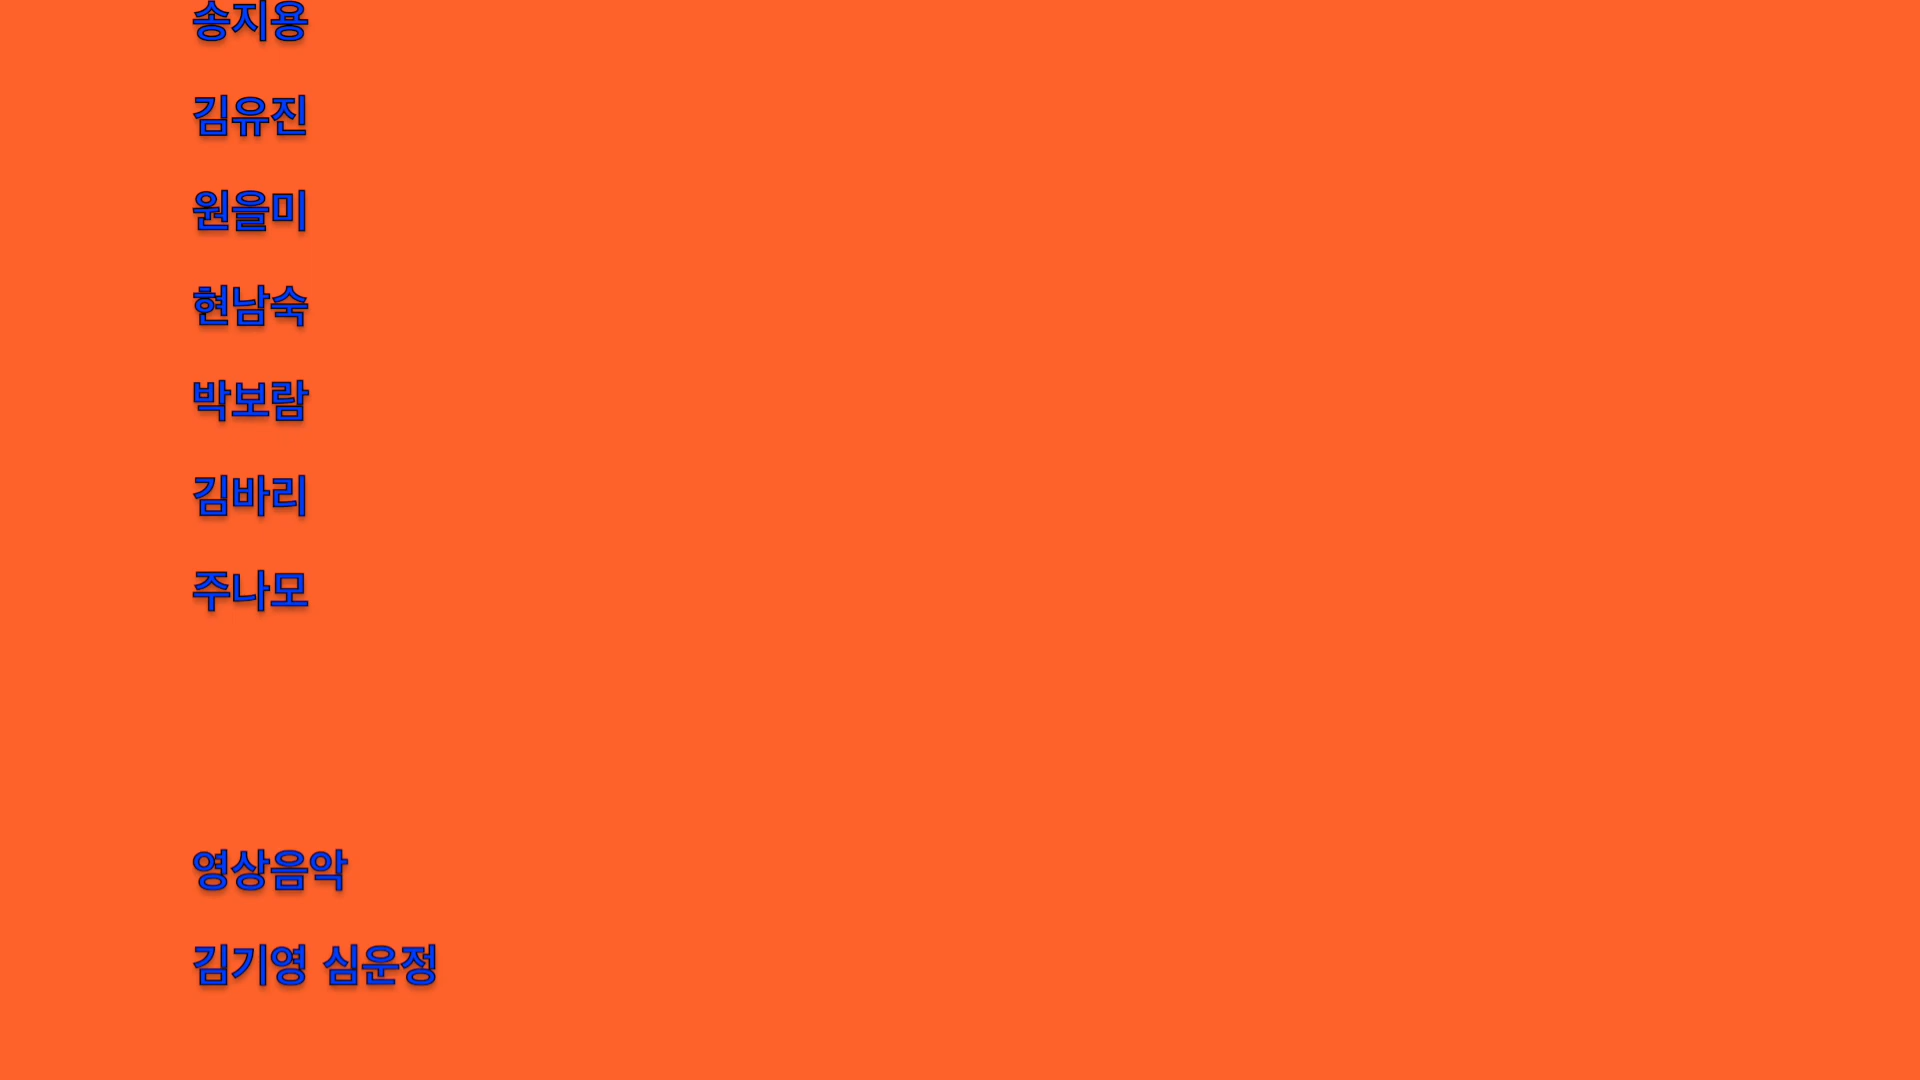 송지용
김유진
원을미
현남숙
박보람
김바리
주나모
영상음악
김기영 심운정